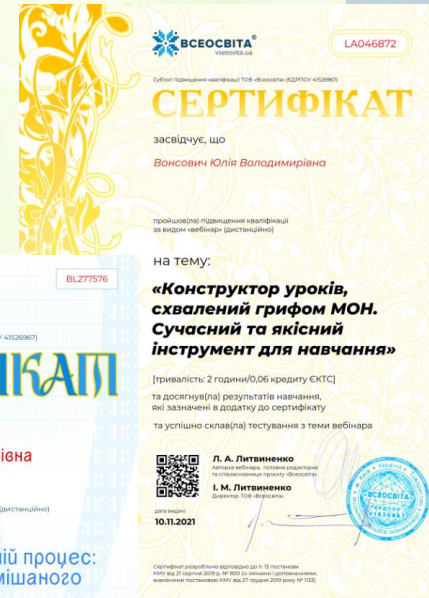 ВСЕОСВІТА®
vseosvita.ua
LA046872
Суб'єкт підвищення кваліфікації ТОВ «Всеосвіта» (ЄДРПОУ 41526967)
СЕРТИФІКАТ
засвідчує, що
Вонсович Юлія Володимирівна
пройшов(ла) підвищення кваліфікації
за видом «вебінар» (дистанційно)
на тему:
«Конструктор уроків,
схвалений грифом МОН.
Сучасний та якісний
інструмент для навчання»
[тривалість: 2 години/0,06 кредиту ЄКТС]
та досягнув(ла) результатів навчання,
які зазначені в додатку до сертифікату
та успішно склав(ла) тестування з теми вебінара
Л. А. Литвиненко
Авторка вебінара, головна редакторка
та співзасновниця проєкту «Всеосвіта»
І. М. Литвиненко
Директор ТОВ «Всеосвіта»
дата видачі
10.11.2021
Сертифікат розроблено відповідно до п. 13 постанови
КМУ від 21 серпня 2019 р. № 800 (зі змінами і доповненнями,
внесеними постановою КМУ від 27 грудня 2019 року № 1133)
«ВСЕОСВІТА»
BL277576
У 41526967)
ІКАТ
івна
(дистанційно)
ій процес:
мішаного